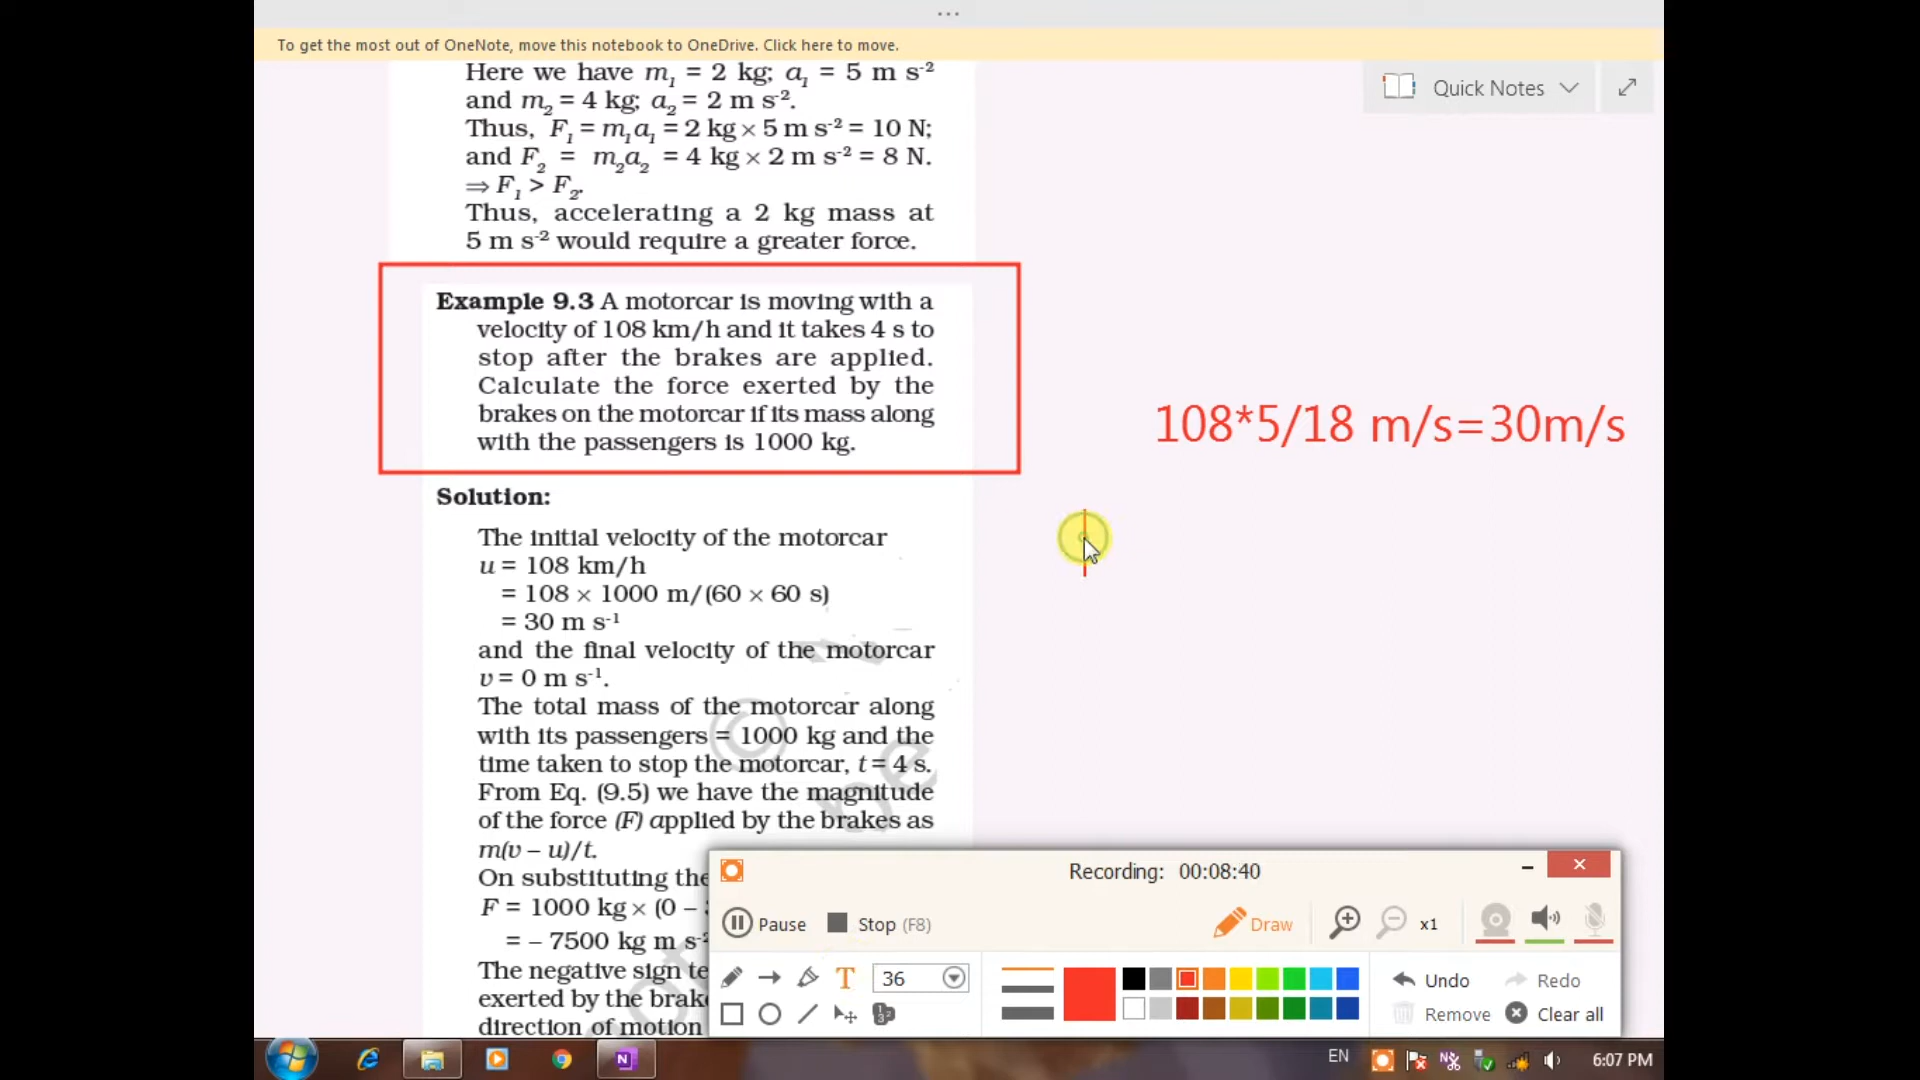 ...
To get the most out of OneNote, move this notebook to OneDrive. Click here to move.
Quick Notes
Here we have m₁ = 2 kg; a₁ = 5 m s⁻²
and m₂ = 4 kg; a₂ = 2 m s⁻².
Thus, F₁ = m₁a₁ = 2 kg × 5 m s⁻² = 10 N;
and F₂ = m₂a₂ = 4 kg × 2 m s⁻² = 8 N.
⇒ F₁ > F₂.
Thus, accelerating a 2 kg mass at
5 m s⁻² would require a greater force.
Example 9.3 A motorcar is moving with a
velocity of 108 km/h and it takes 4 s to
stop after the brakes are applied.
Calculate the force exerted by the
brakes on the motorcar if its mass along
with the passengers is 1000 kg.
108*5/18 m/s=30m/s
Solution:
The initial velocity of the motorcar
u = 108 km/h
= 108 × 1000 m/(60 × 60 s)
= 30 m s⁻¹
and the final velocity of the motorcar
v = 0 m s⁻¹.
The total mass of the motorcar along
with its passengers = 1000 kg and the
time taken to stop the motorcar, t = 4 s.
From Eq. (9.5) we have the magnitude
of the force (F) applied by the brakes as
m(v – u)/t.
On substituting the
F = 1000 kg × (0 –
= – 7500 kg m s⁻²
The negative sign te
exerted by the brak
direction of motion
©
be
Recording: 00:08:40
Pause
Stop (F8)
Draw
x1
T
36
Undo
Redo
Remove
Clear all
EN
6:07 PM